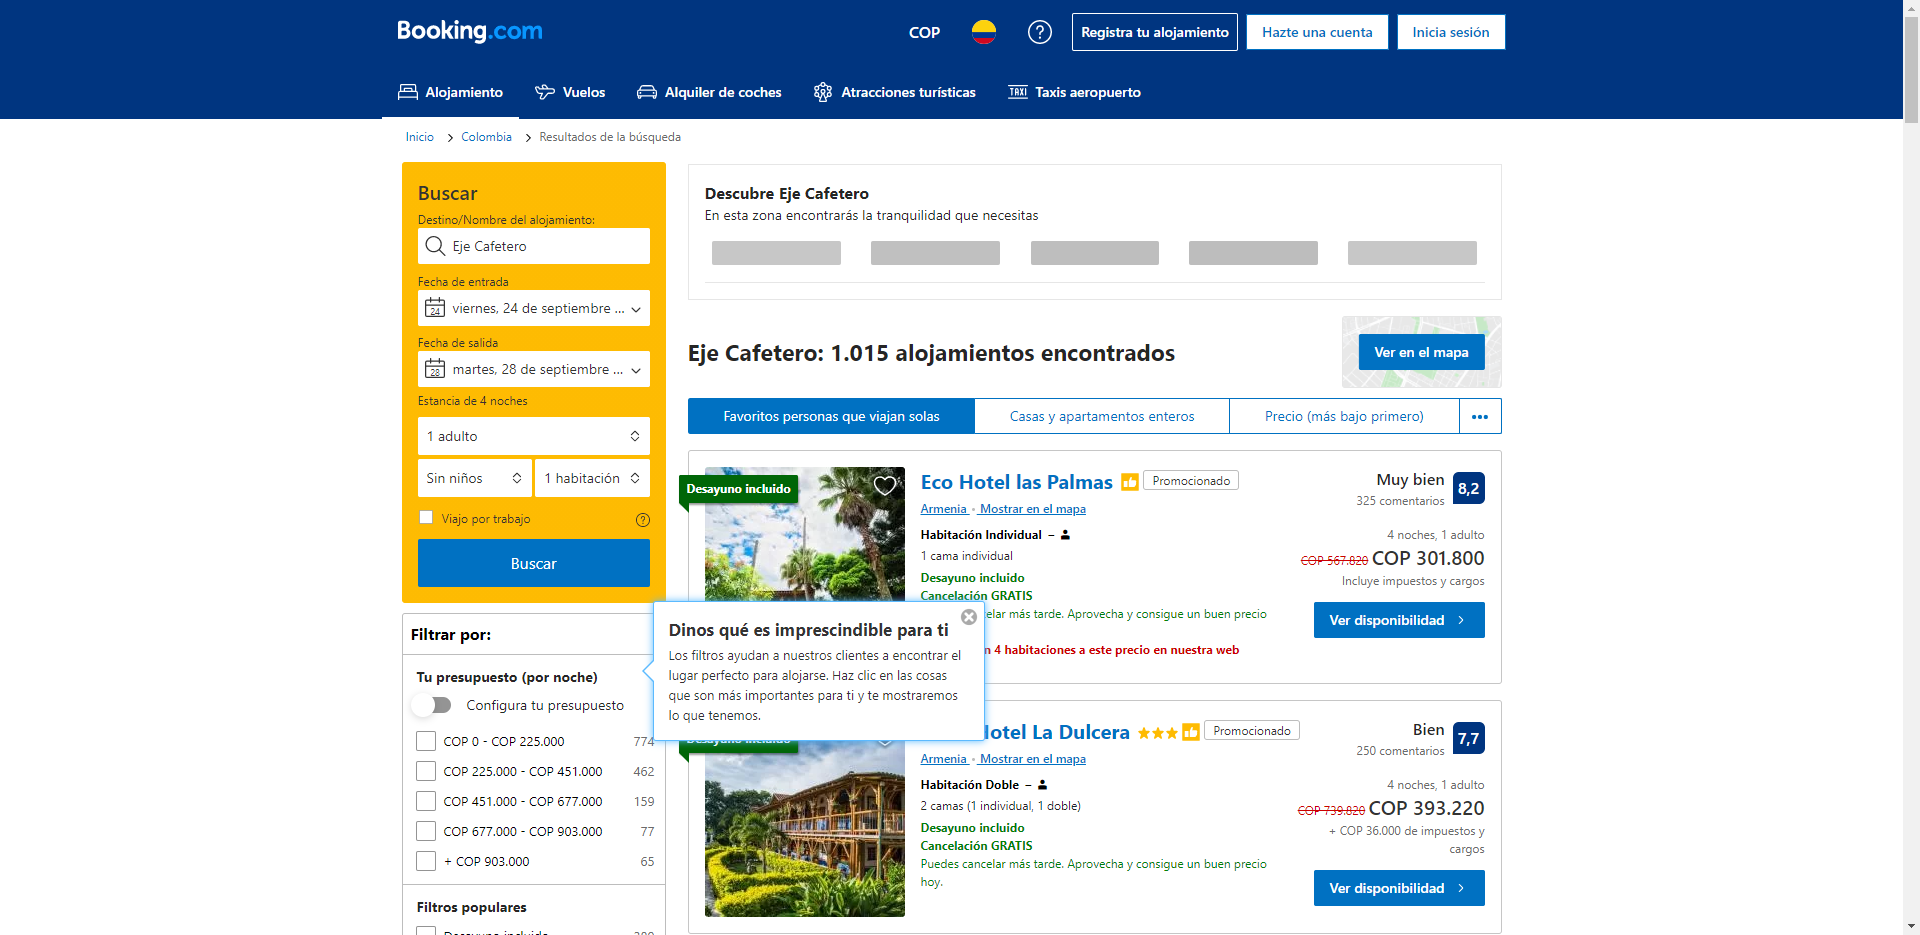 Booking.com
COP
Registra tu alojamiento
Hazte una cuenta
Inicia sesión
Alojamiento
Vuelos
Alquiler de coches
Atracciones turísticas
TAXI
Taxis aeropuerto
Inicio
Colombia
Resultados de la búsqueda
Buscar
Destino/Nombre del alojamiento:
Eje Cafetero
Fecha de entrada
24
viernes, 24 de septiembre ...
Fecha de salida
28
martes, 28 de septiembre ...
Estancia de 4 noches
1 adulto
Sin niños
1 habitación
Viajo por trabajo
Buscar
Filtrar por:
Tu presupuesto (por noche)
Configura tu presupuesto
COP 0 - COP 225.000 774
COP 225.000 - COP 451.000 462
COP 451.000 - COP 677.000 159
COP 677.000 - COP 903.000 77
+ COP 903.000 65
Filtros populares
Descubre Eje Cafetero
En esta zona encontrarás la tranquilidad que necesitas
Eje Cafetero: 1.015 alojamientos encontrados
Ver en el mapa
Favoritos personas que viajan solas
Casas y apartamentos enteros
Precio (más bajo primero)
Desayuno incluido
Eco Hotel las Palmas
Promocionado
Armenia • Mostrar en el mapa
Habitación Individual –
1 cama individual
Desayuno incluido
Cancelación GRATIS
más tarde. Aprovecha y consigue un buen precio
4 habitaciones a este precio en nuestra web
Muy bien
325 comentarios
8,2
4 noches, 1 adulto
COP 567.820 COP 301.800
Incluye impuestos y cargos
Ver disponibilidad
Dinos qué es imprescindible para ti
Los filtros ayudan a nuestros clientes a encontrar el
lugar perfecto para alojarse. Haz clic en las cosas
que son más importantes para ti y te mostraremos
lo que tenemos.
Hotel La Dulcera
Promocionado
Armenia • Mostrar en el mapa
Habitación Doble –
2 camas (1 individual, 1 doble)
Desayuno incluido
Cancelación GRATIS
Puedes cancelar más tarde. Aprovecha y consigue un buen precio
hoy.
Bien
250 comentarios
7,7
4 noches, 1 adulto
COP 739.820 COP 393.220
+ COP 36.000 de impuestos y
cargos
Ver disponibilidad